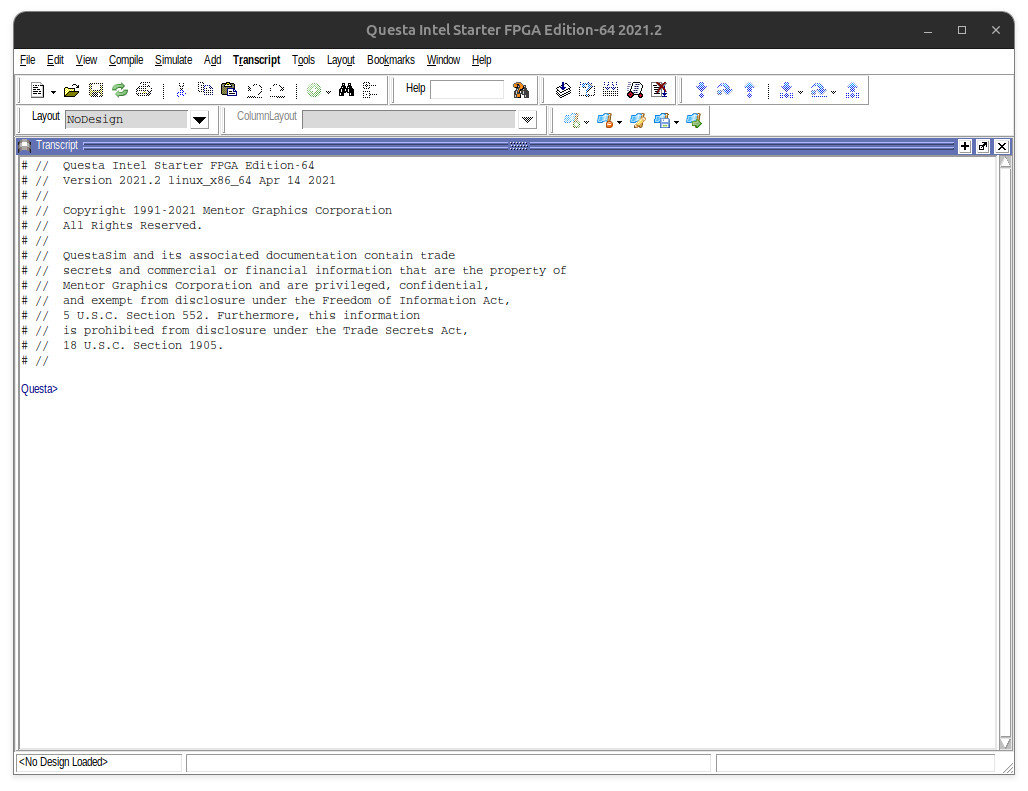 Questa Intel Starter FPGA Edition-64 2021.2
File Edit View Compile Simulate Add Transcript Tools Layout Bookmarks Window Help
Help
Layout NoDesign ColumnLayout
Transcript
# // Questa Intel Starter FPGA Edition-64
# // Version 2021.2 linux_x86_64 Apr 14 2021
# //
# // Copyright 1991-2021 Mentor Graphics Corporation
# // All Rights Reserved.
# //
# // QuestaSim and its associated documentation contain trade
# // secrets and commercial or financial information that are the property of
# // Mentor Graphics Corporation and are privileged, confidential,
# // and exempt from disclosure under the Freedom of Information Act,
# // 5 U.S.C. Section 552. Furthermore, this information
# // is prohibited from disclosure under the Trade Secrets Act,
# // 18 U.S.C. Section 1905.
# //
Questa>
<No Design Loaded>